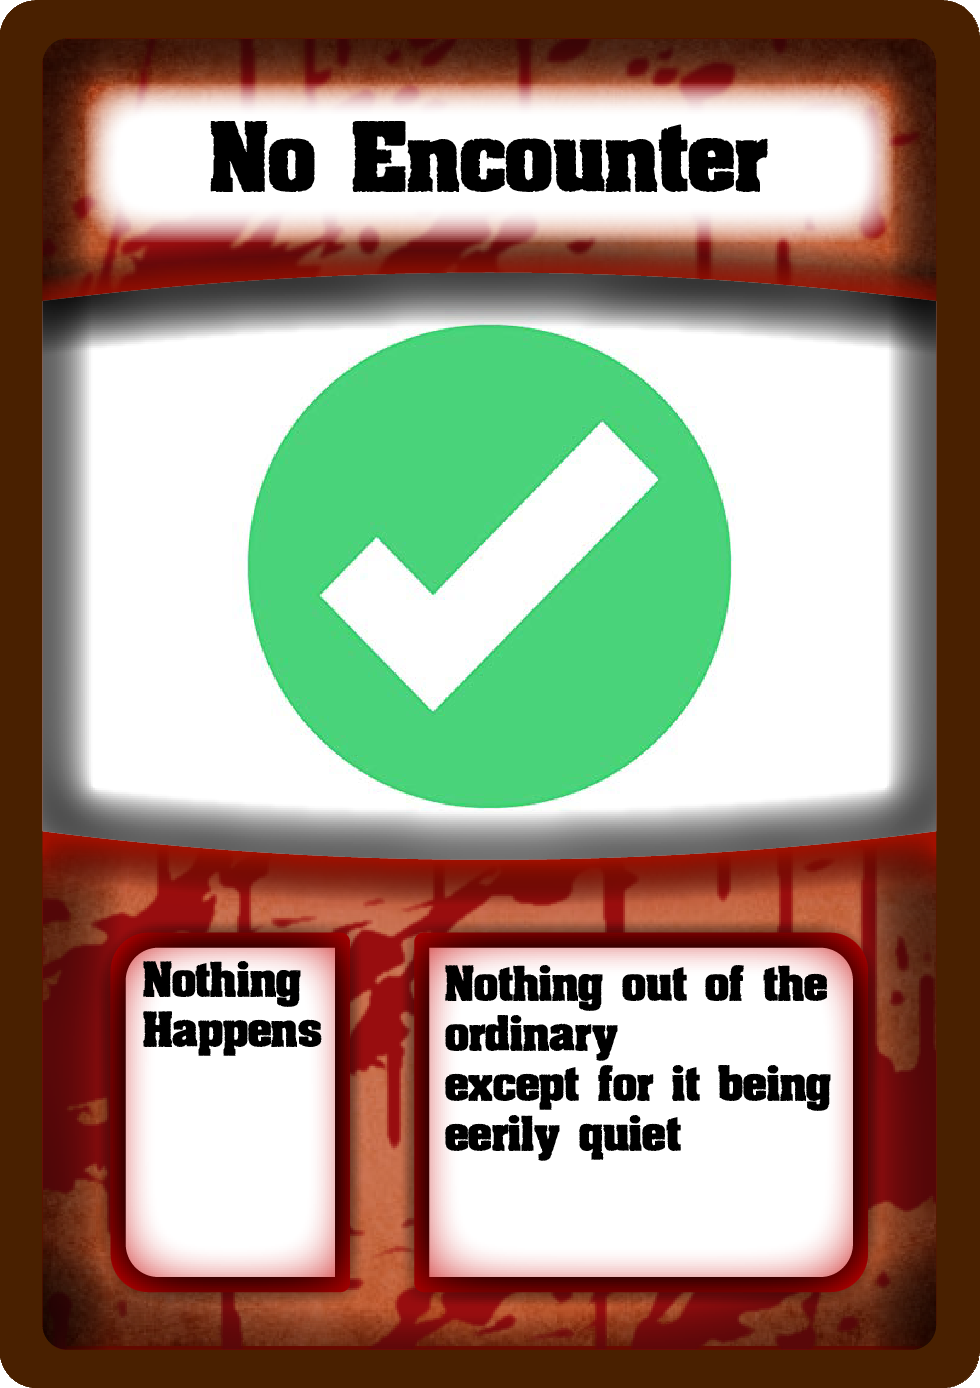 No Encounter
Nothing
Happens
Nothing out of the
ordinary
except for it being
eerily quiet